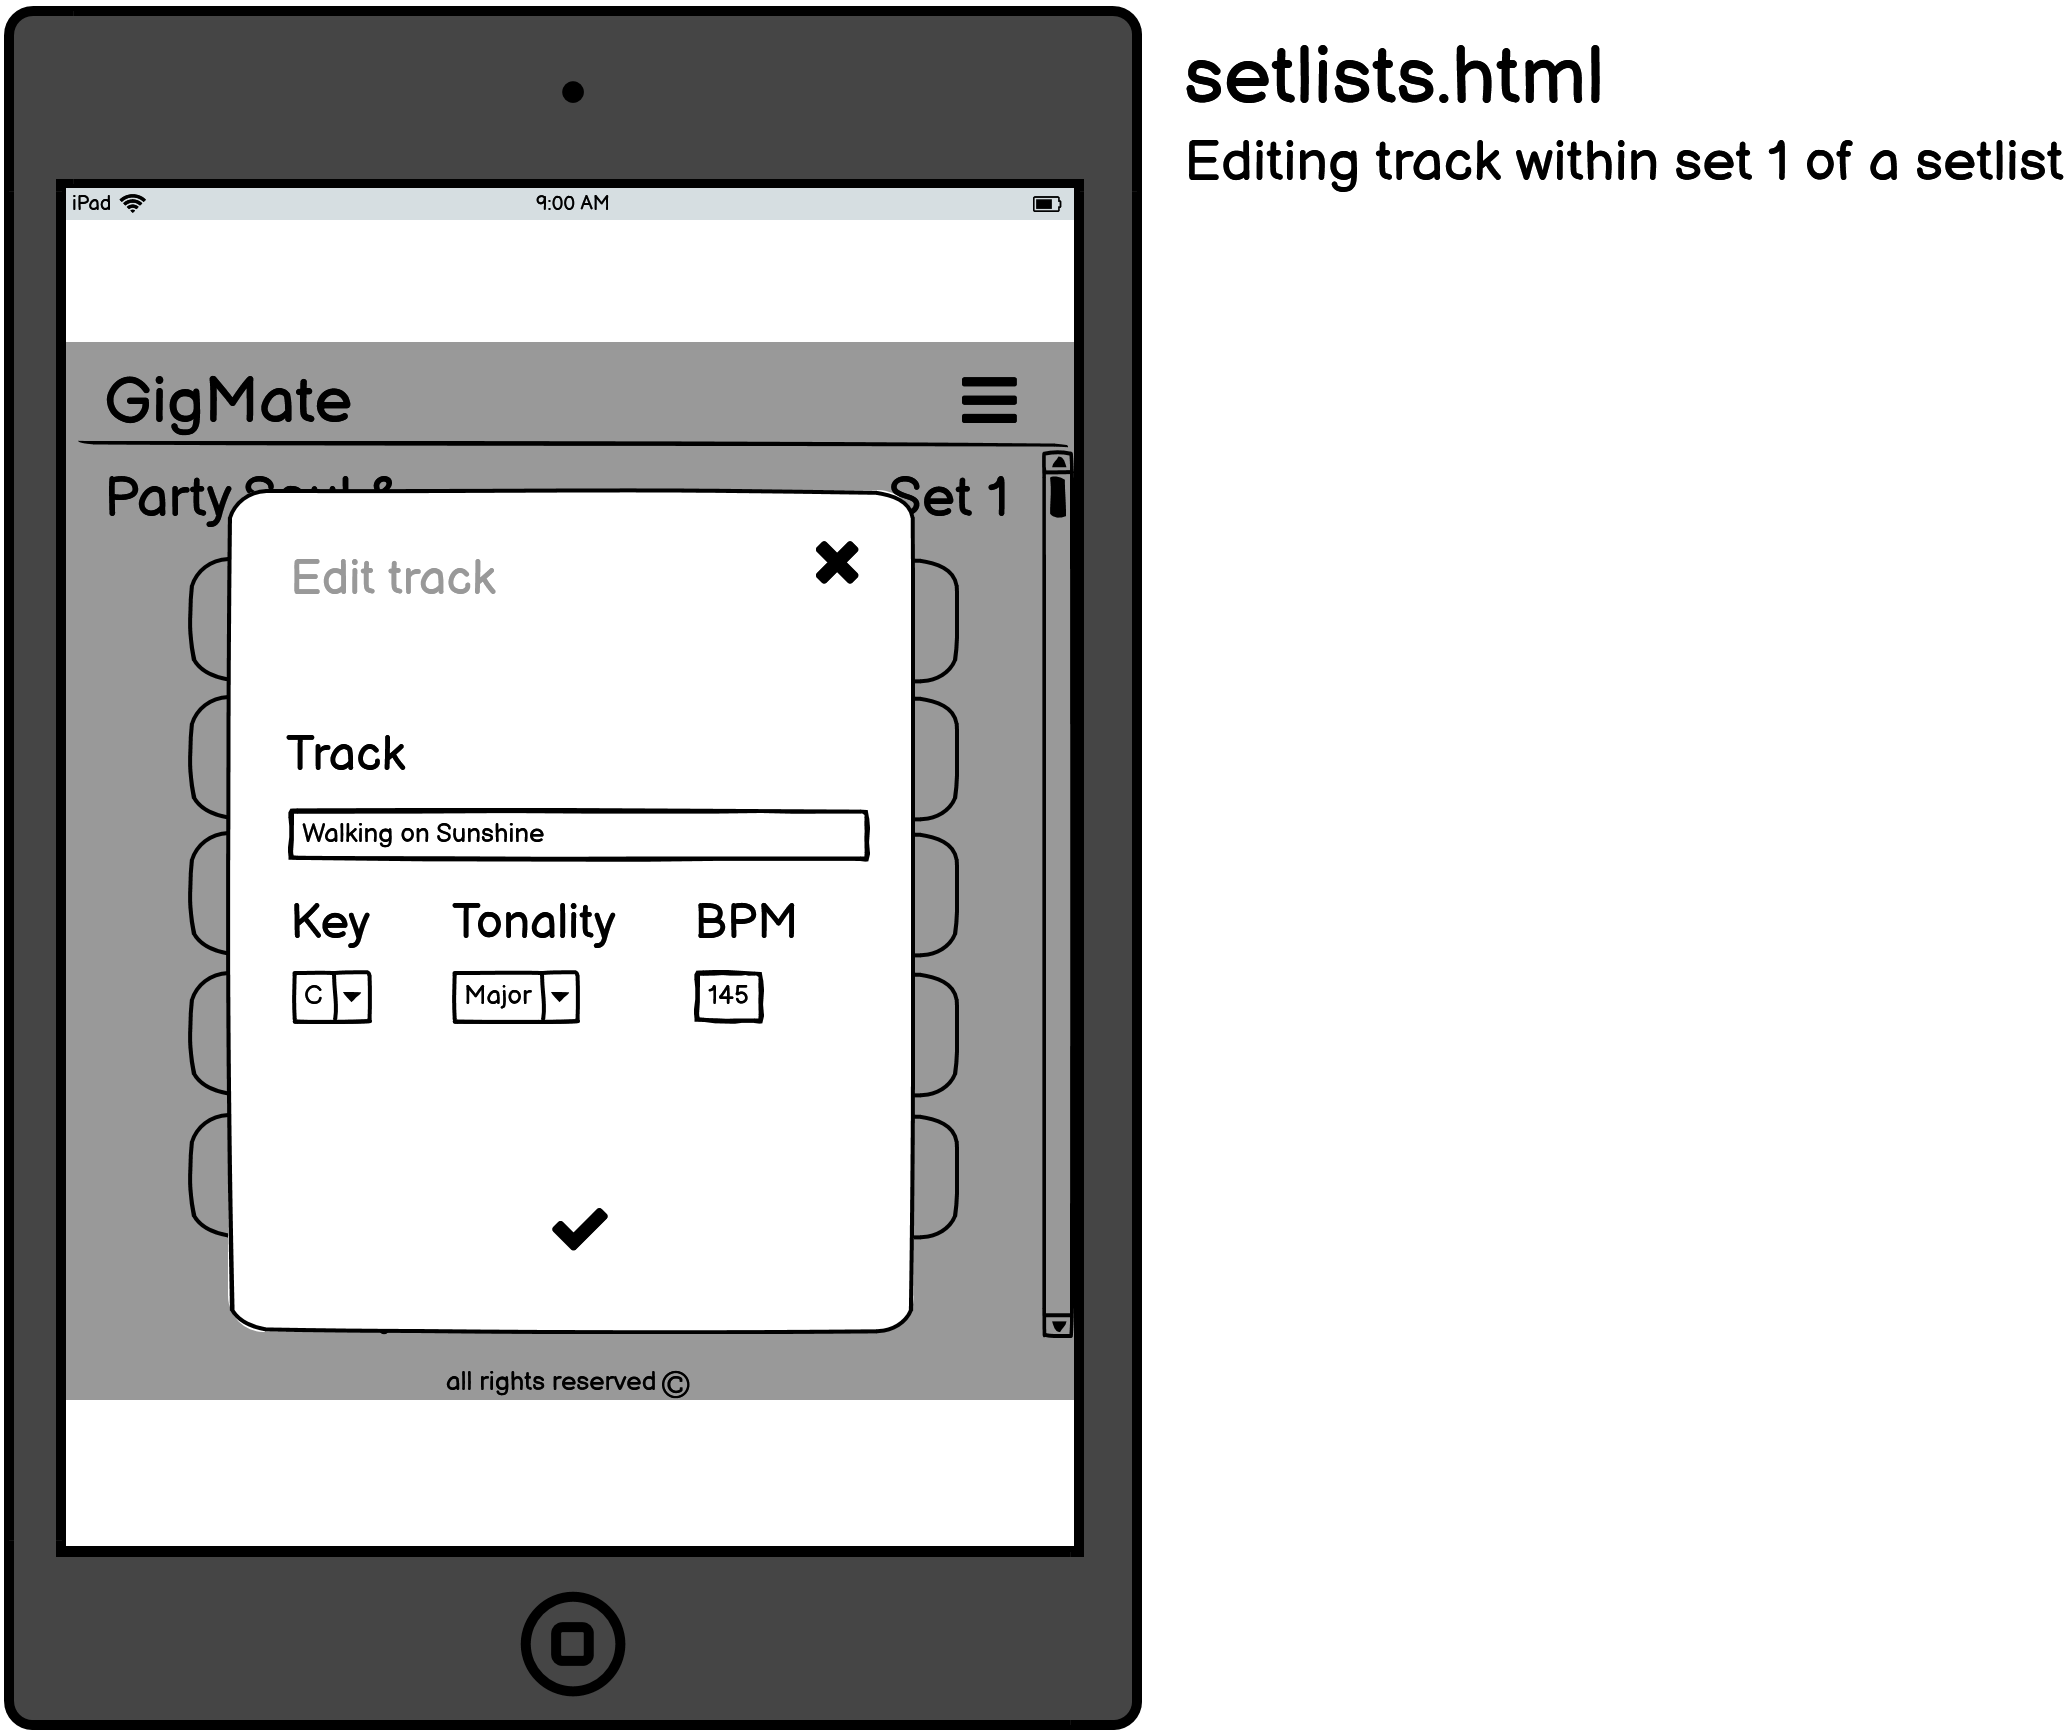 setlists.html
Editing track within set 1 of a setlist
iPad 9:00 AM
GigMate
Party Soul & Set 1
Edit track
Track
Walking on Sunshine
Key Tonality BPM
C Major 145
all rights reserved ©